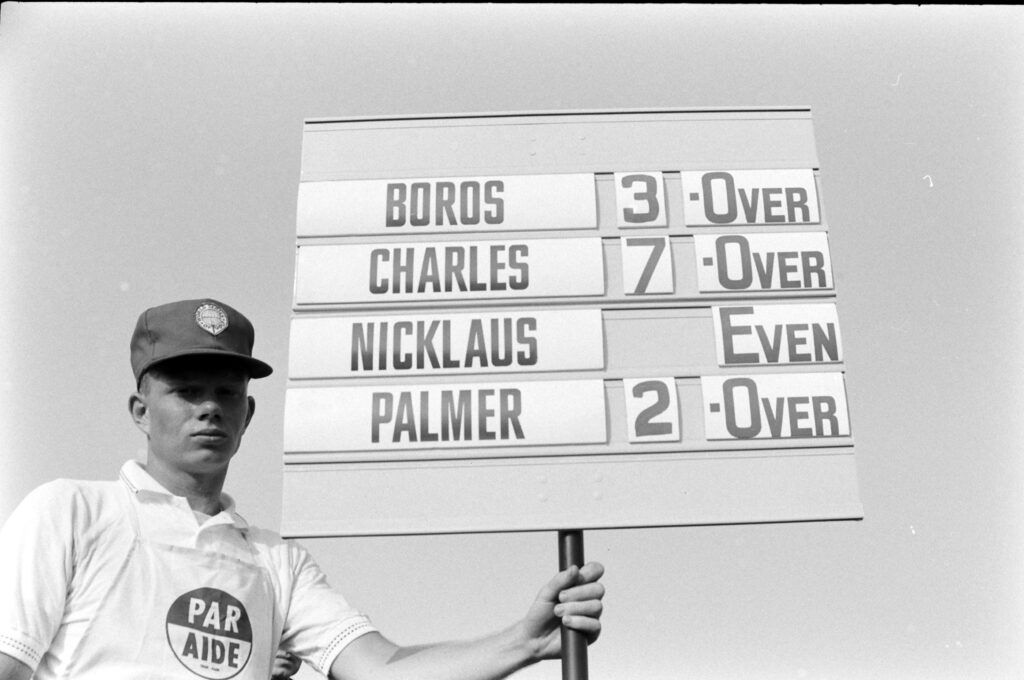 BOROS 3 -OVER
CHARLES 7 -OVER
NICKLAUS EVEN
PALMER 2 -OVER
PAR
AIDE